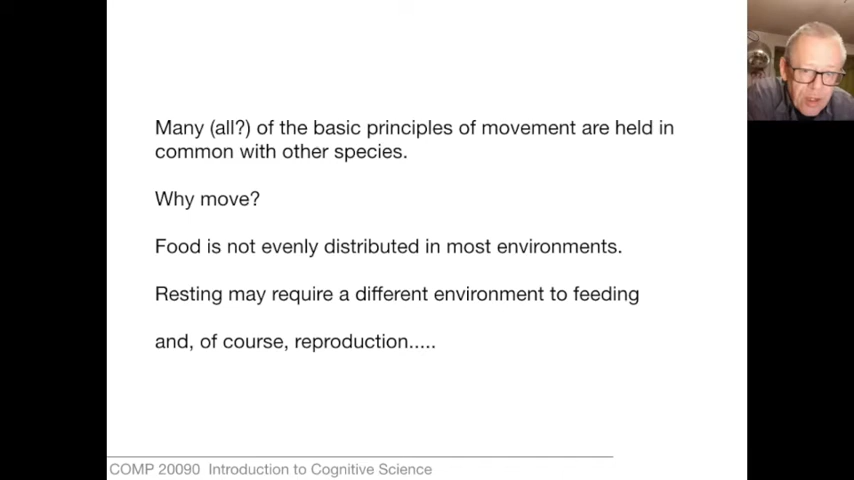 Many (all?) of the basic principles of movement are held in
common with other species.
Why move?
Food is not evenly distributed in most environments.
Resting may require a different environment to feeding
and, of course, reproduction.....
COMP 20090 Introduction to Cognitive Science